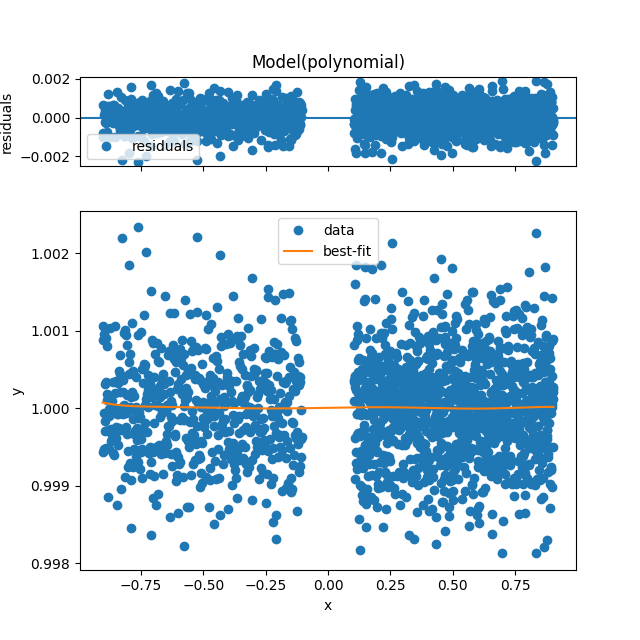 Model(polynomial)
0.002
0.000
−0.002
residuals
residuals
data
best-fit
1.002
1.001
1.000
0.999
0.998
y
−0.75
−0.50
−0.25
0.00
0.25
0.50
0.75
x